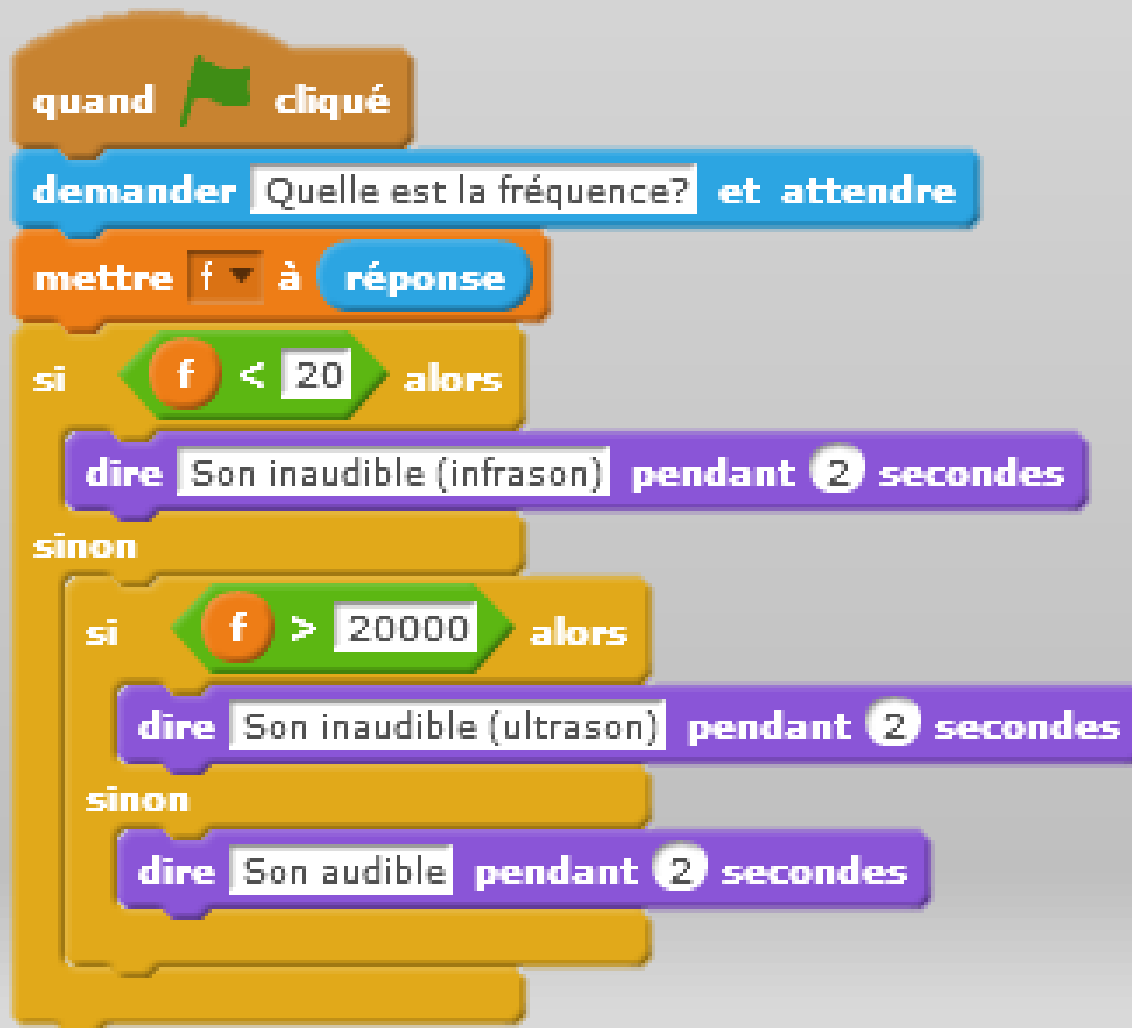 quand cliqué
demander Quelle est la fréquence? et attendre
mettre f à réponse
si f < 20 alors
dire Son inaudible (infrason) pendant 2 secondes
sinon
si f > 20000 alors
dire Son inaudible (ultrason) pendant 2 secondes
sinon
dire Son audible pendant 2 secondes